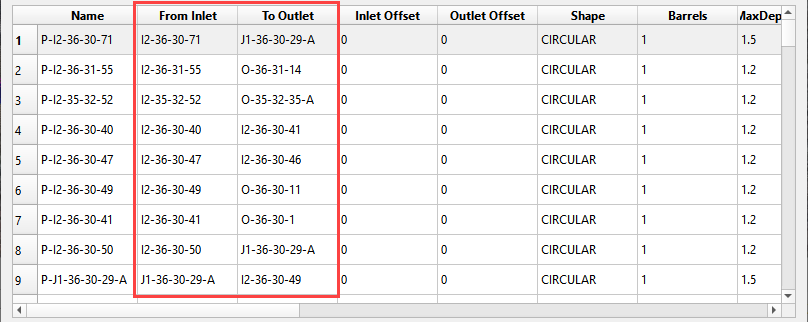 Name From Inlet To Outlet Inlet Offset Outlet Offset Shape Barrels MaxDep
1 P-I2-36-30-71 I2-36-30-71 J1-36-30-29-A 0 0 CIRCULAR 1 1.5
2 P-I2-36-31-55 I2-36-31-55 O-36-31-14 0 0 CIRCULAR 1 1.2
3 P-I2-35-32-52 I2-35-32-52 O-35-32-35-A 0 0 CIRCULAR 1 1.2
4 P-I2-36-30-40 I2-36-30-40 I2-36-30-41 0 0 CIRCULAR 1 1.2
5 P-I2-36-30-47 I2-36-30-47 I2-36-30-46 0 0 CIRCULAR 1 1.2
6 P-I2-36-30-49 I2-36-30-49 O-36-30-11 0 0 CIRCULAR 1 1.2
7 P-I2-36-30-41 I2-36-30-41 O-36-30-1 0 0 CIRCULAR 1 1.2
8 P-I2-36-30-50 I2-36-30-50 J1-36-30-29-A 0 0 CIRCULAR 1 1.2
9 P-J1-36-30-29-A J1-36-30-29-A I2-36-30-49 0 0 CIRCULAR 1 1.5